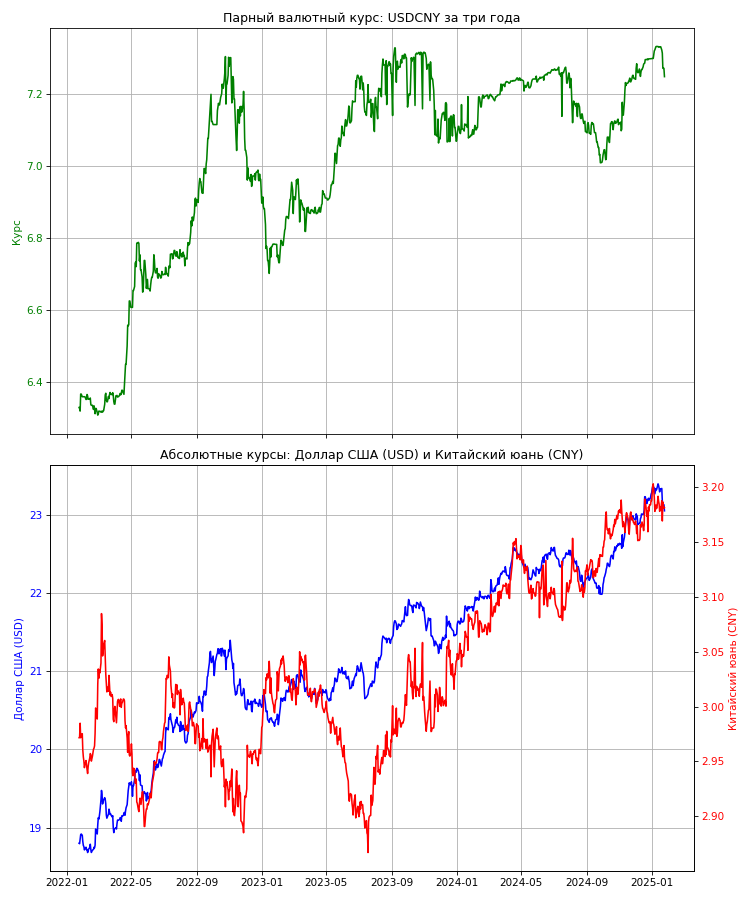 Парный валютный курс: USDCNY за три года
Курс
7.2
7.0
6.8
6.6
6.4
Абсолютные курсы: Доллар США (USD) и Китайский юань (CNY)
Доллар США (USD)
23
22
21
20
19
3.20
3.15
3.10
3.05
3.00
2.95
2.90
Китайский юань (CNY)
2022-01 2022-05 2022-09 2023-01 2023-05 2023-09 2024-01 2024-05 2024-09 2025-01